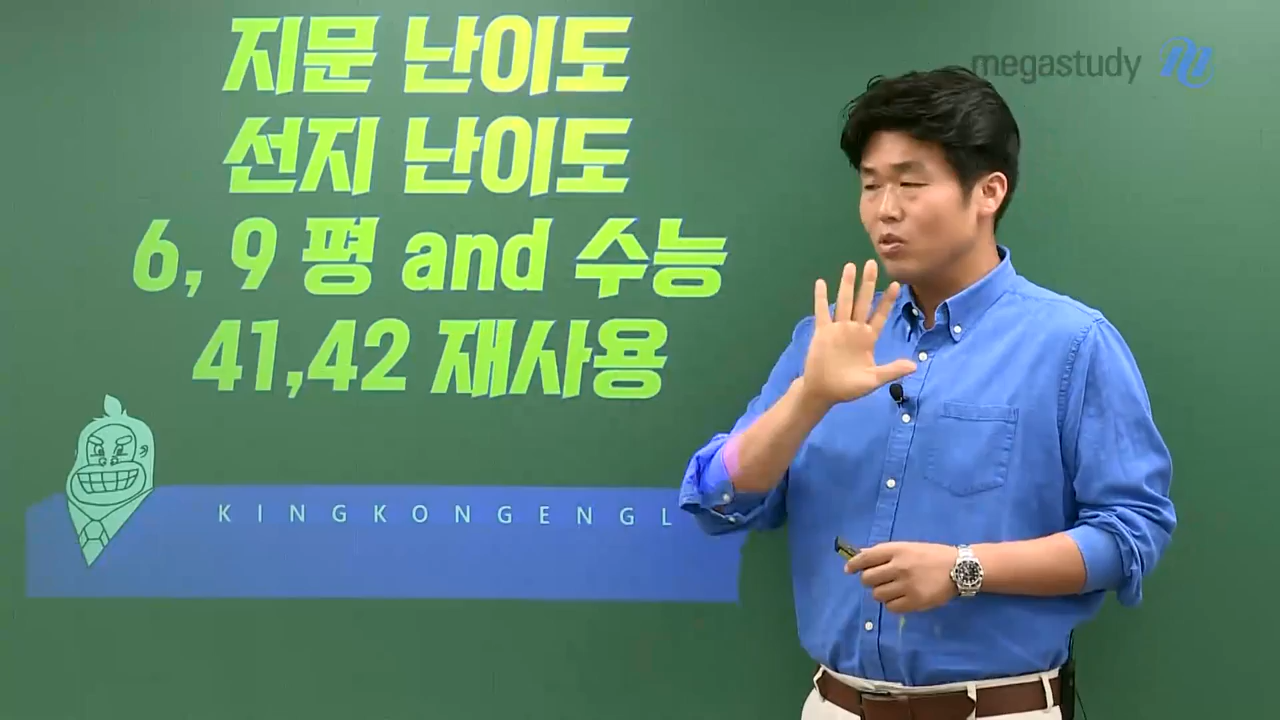 megastudy
지문 난이도
선지 난이도
6, 9 평 and 수능
41,42 재사용
KINGKONGENGL